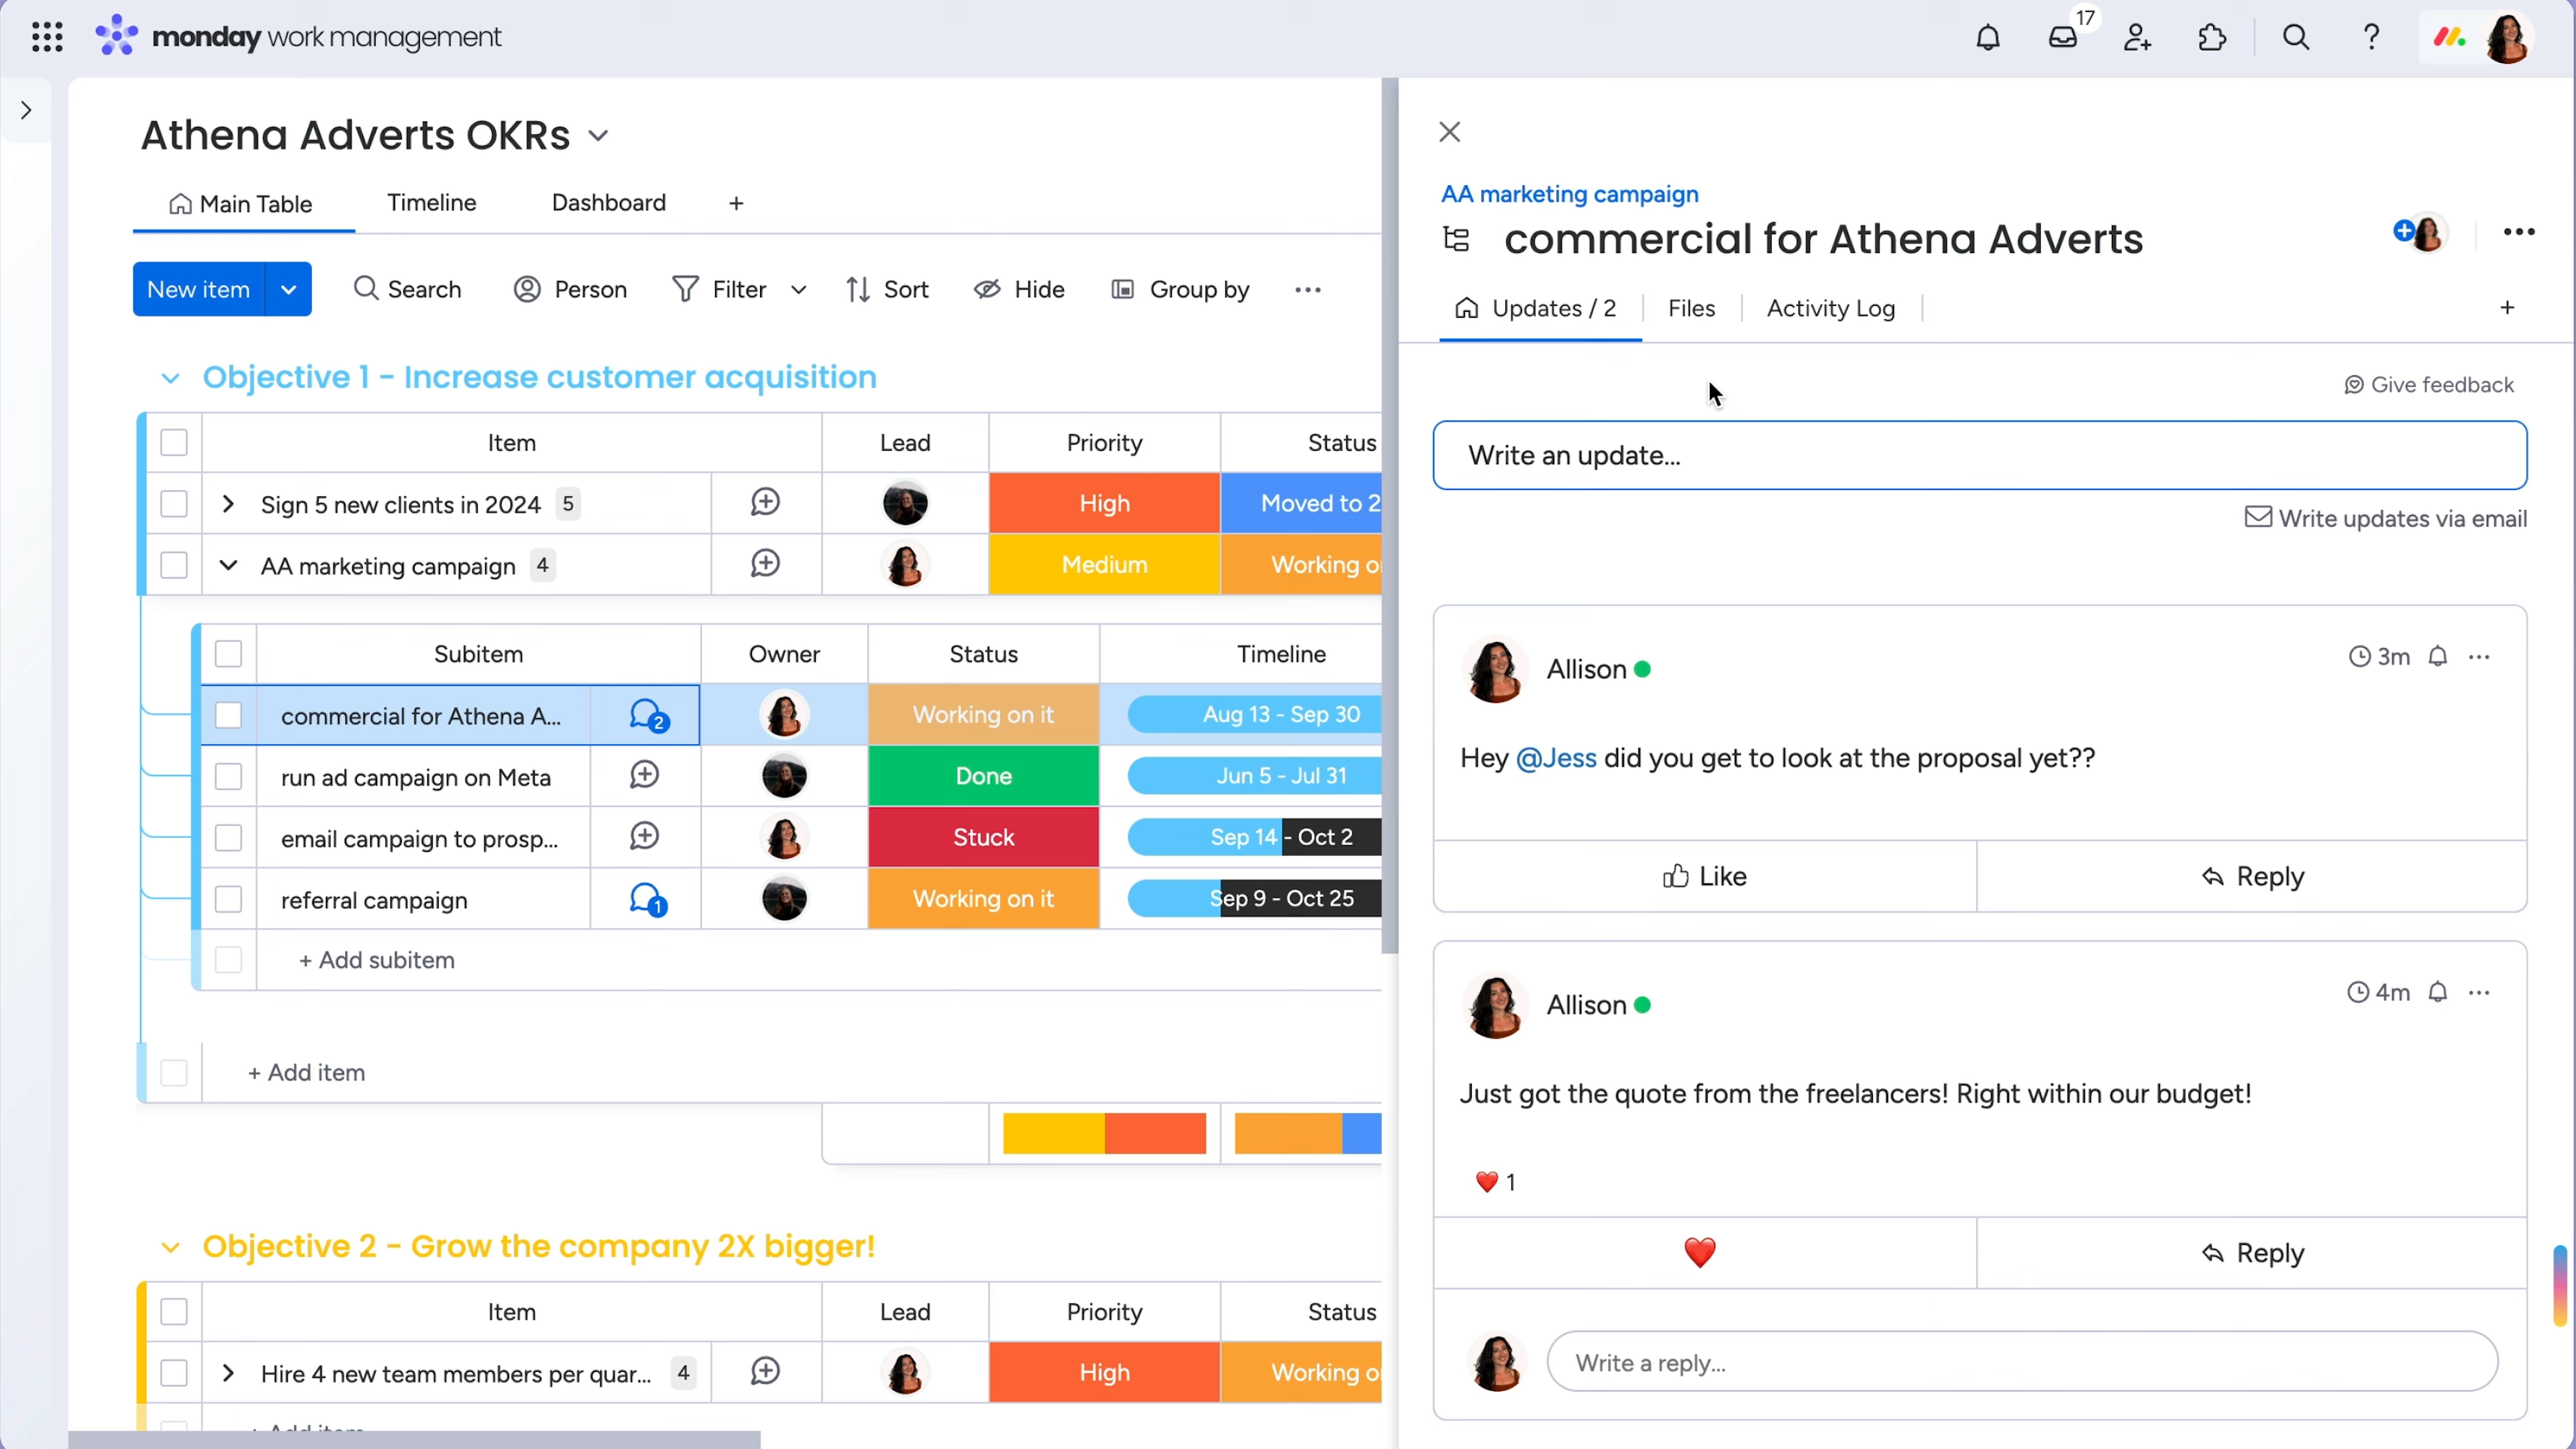 monday work management
17
Athena Adverts OKRs
Main Table
Timeline
Dashboard
+
New item
Search
Person
Filter
Sort
Hide
Group by
Objective 1 - Increase customer acquisition
Item Lead Priority Status
Sign 5 new clients in 2024 5 High Moved to 2
AA marketing campaign 4 Medium Working o
Subitem Owner Status Timeline
commercial for Athena A... 2 Working on it Aug 13 - Sep 30
run ad campaign on Meta Done Jun 5 - Jul 31
email campaign to prosp... Stuck Sep 14 - Oct 2
referral campaign 1 Working on it Sep 9 - Oct 25
+ Add subitem
+ Add item
Objective 2 - Grow the company 2X bigger!
Item Lead Priority Status
Hire 4 new team members per quar... 4 High Working o
+ Add item
AA marketing campaign
commercial for Athena Adverts
Updates / 2
Files
Activity Log
+
Give feedback
Write an update...
Write updates via email
Allison
3m
Hey @Jess did you get to look at the proposal yet??
Like
Reply
Allison
4m
Just got the quote from the freelancers! Right within our budget!
❤️ 1
❤️
Reply
Write a reply...